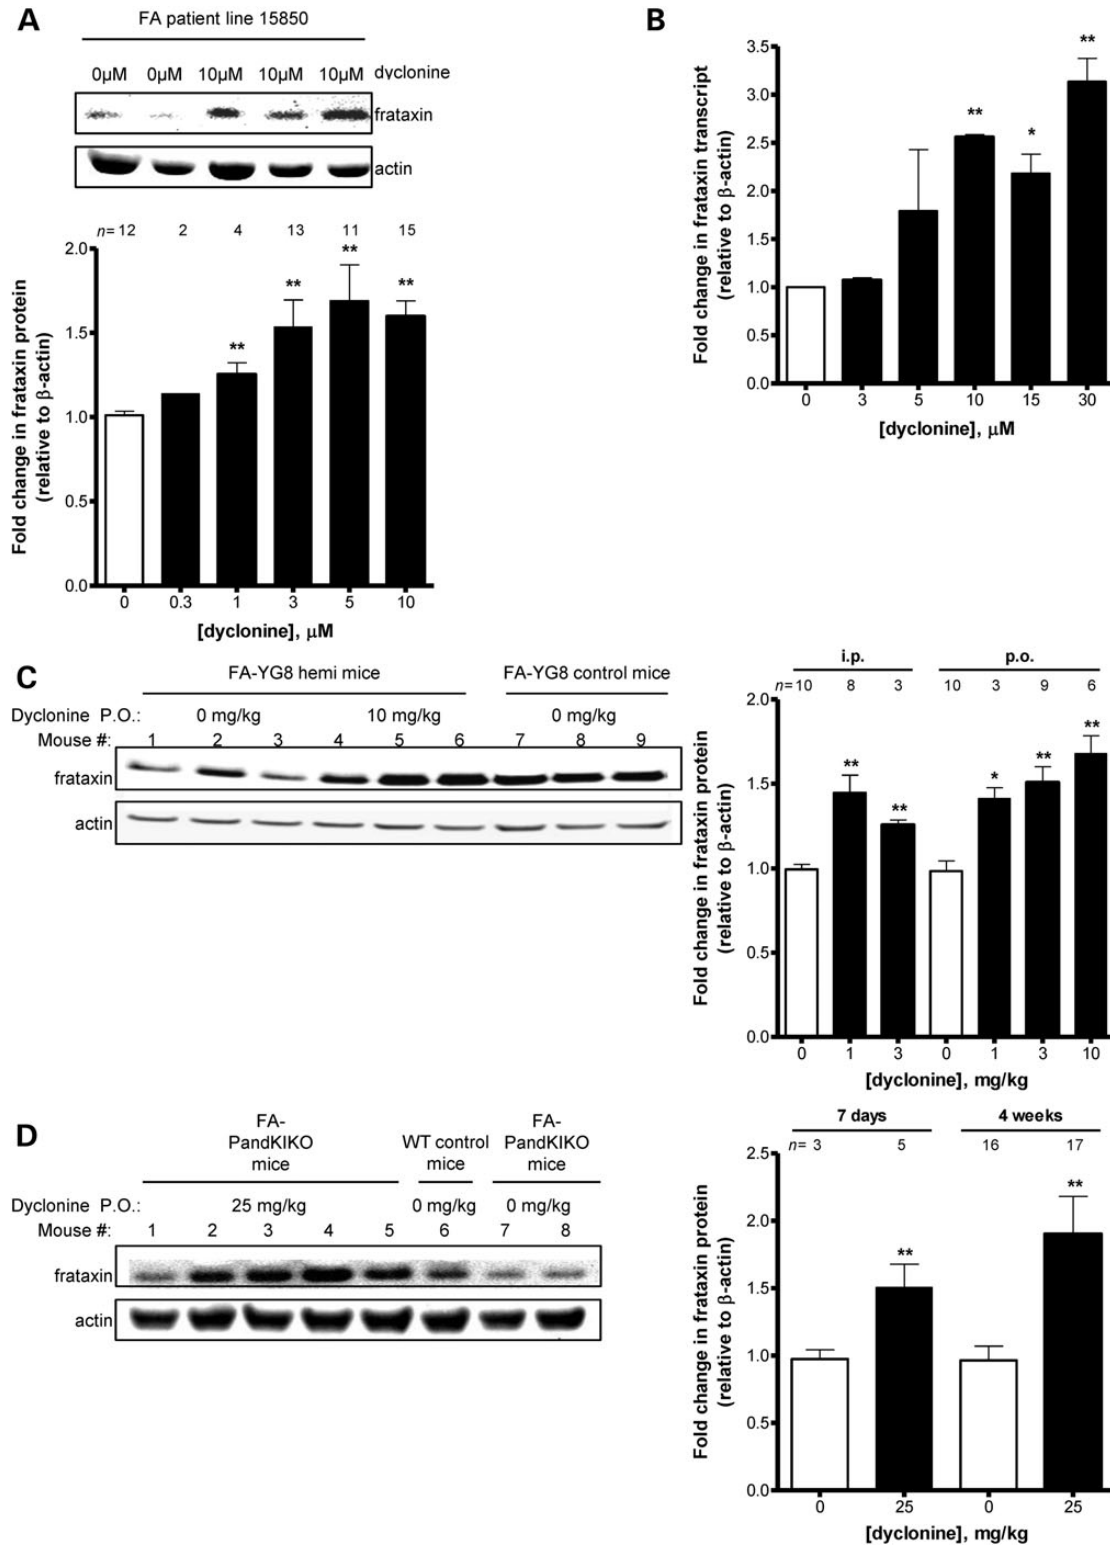 A
FA patient line 15850
0µM 0µM 10µM 10µM 10µM dyclonine
frataxin
actin
n= 12 2 4 13 11 15
** ** ** **
Fold change in frataxin protein
(relative to β-actin)
2.0
1.5
1.0
0.5
0.0
0 0.3 1 3 5 10
[dyclonine], μM
B
Fold change in frataxin transcript
(relative to β-actin)
3.5
3.0
2.5
2.0
1.5
1.0
0.5
0.0
** * **
0 3 5 10 15 30
[dyclonine], μM
C
FA-YG8 hemi mice FA-YG8 control mice
Dyclonine P.O.: 0 mg/kg 10 mg/kg 0 mg/kg
Mouse #: 1 2 3 4 5 6 7 8 9
frataxin
actin
i.p. p.o.
n=10 8 3 10 3 9 6
** ** * ** **
Fold change in frataxin protein
(relative to β-actin)
2.0
1.5
1.0
0.5
0.0
0 1 3 0 1 3 10
[dyclonine], mg/kg
D
FA-
PandKIKO
mice
WT control
mice
FA-
PandKIKO
mice
Dyclonine P.O.: 25 mg/kg 0 mg/kg 0 mg/kg
Mouse #: 1 2 3 4 5 6 7 8
frataxin
actin
7 days 4 weeks
n= 3 5 16 17
** **
Fold change in frataxin protein
(relative to β-actin)
2.5
2.0
1.5
1.0
0.5
0.0
0 25 0 25
[dyclonine], mg/kg